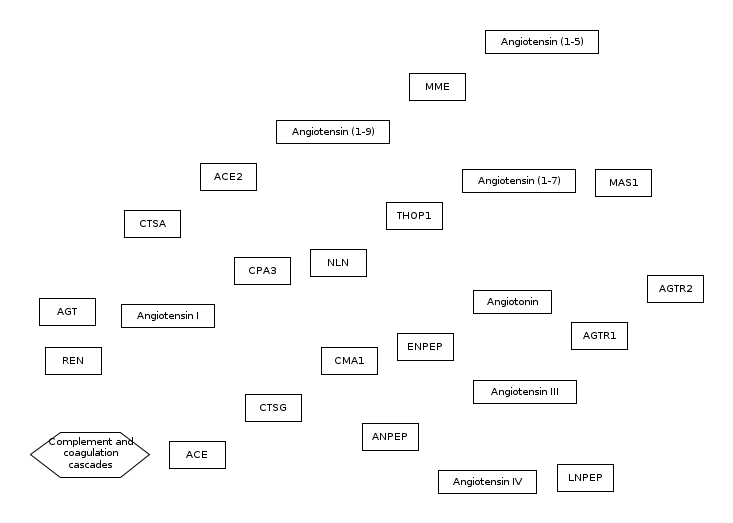 Angiotensin (1-5)
MME
Angiotensin (1-9)
ACE2
Angiotensin (1-7)
MAS1
CTSA
THOP1
CPA3
NLN
AGTR2
Angiotonin
AGT
Angiotensin I
AGTR1
ENPEP
REN
CMA1
Angiotensin III
CTSG
ANPEP
Complement and
coagulation
cascades
ACE
Angiotensin IV
LNPEP